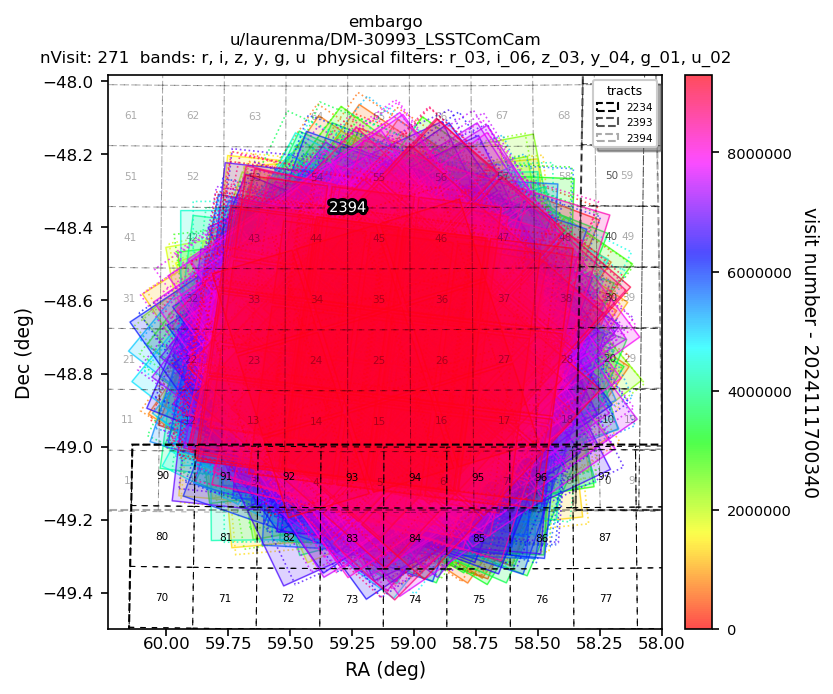 embargo
u/laurenma/DM-30993_LSSTComCam
nVisit: 271 bands: r, i, z, y, g, u physical filters: r_03, i_06, z_03, y_04, g_01, u_02
tracts
2234
2393
2394
−48.0
−48.2
−48.4
−48.6
−48.8
−49.0
−49.2
−49.4
Dec (deg)
61 62 63 67 68
51 52 53 54 55 56 58 50 59
2394
41 42 43 44 45 46 47 48 40 49
31 32 33 34 35 36 37 38 30 39
21 23 24 25 26 27 28 20 29
11 13 14 15 16 17 18 10 19
90 91 92 93 94 95 96 97 9
80 81 82 83 84 85 86 87
70 71 72 73 74 75 76 77
60.00 59.75 59.50 59.25 59.00 58.75 58.50 58.25 58.00
RA (deg)
8000000
6000000
4000000
2000000
0
visit number - 2024111700340